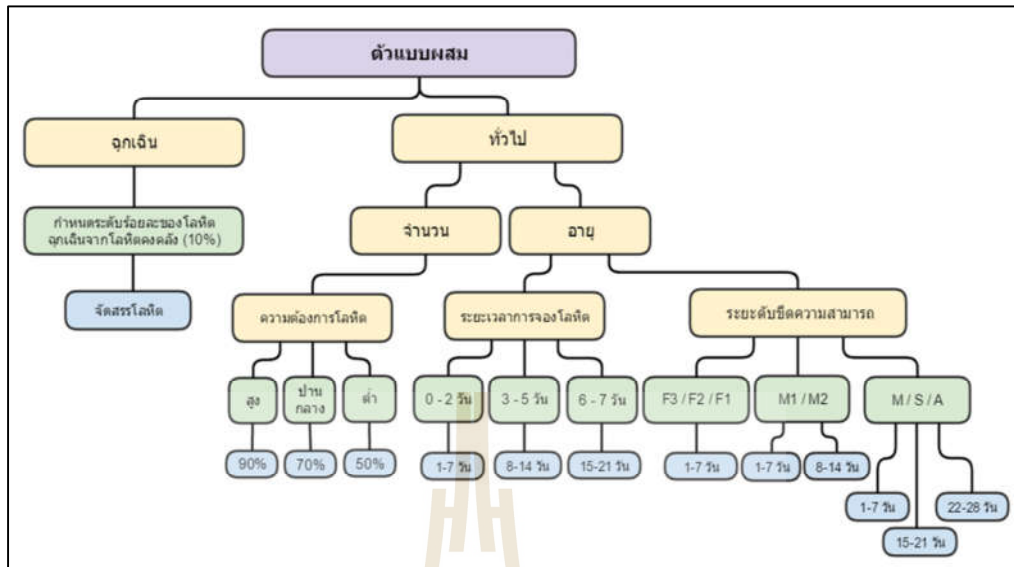 ตัวแบบผสม
ฉุกเฉิน
ทั่วไป
กำหนดระดับร้อยละของโลหิต
ฉุกเฉินจากโลหิตคงคลัง (10%)
จำนวน
อายุ
จัดสรรโลหิต
ความต้องการโลหิต
ระยะเวลาการจองโลหิต
ระยะดับขีดความสามารถ
สูง
ปาน
กลาง
ต่ำ
0 - 2 วัน
3 - 5 วัน
6 - 7 วัน
F3 / F2 / F1
M1 / M2
M / S / A
90%
70%
50%
1-7 วัน
8-14 วัน
15-21 วัน
1-7 วัน
1-7 วัน
8-14 วัน
1-7 วัน
22-28 วัน
15-21 วัน